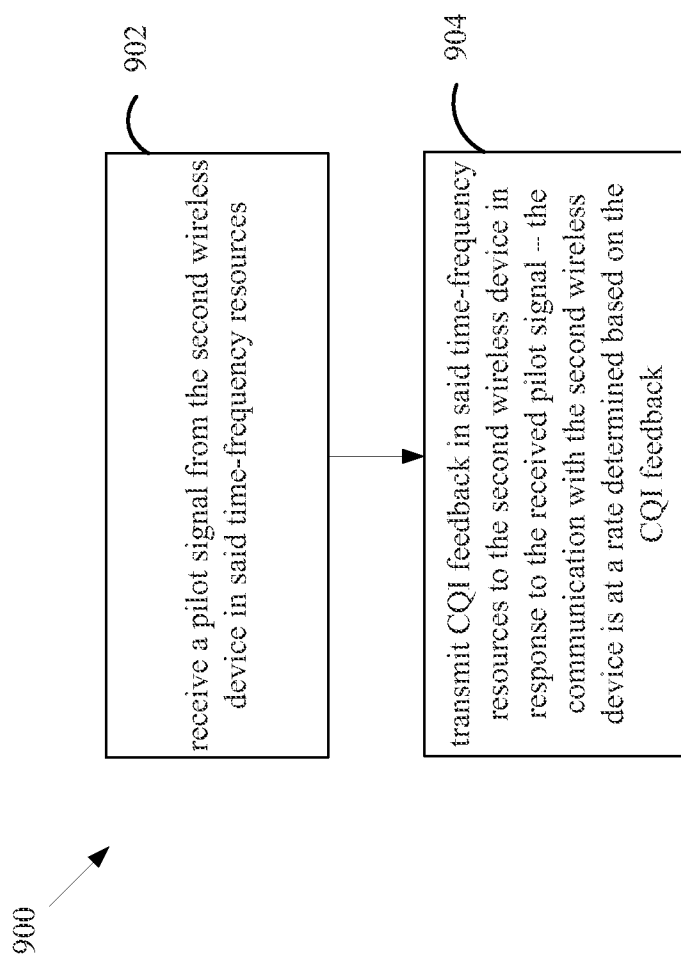 900
902
receive a pilot signal from the second wireless
device in said time-frequency resources
904
transmit CQI feedback in said time-frequency
resources to the second wireless device in
response to the received pilot signal – the
communication with the second wireless
device is at a rate determined based on the
CQI feedback